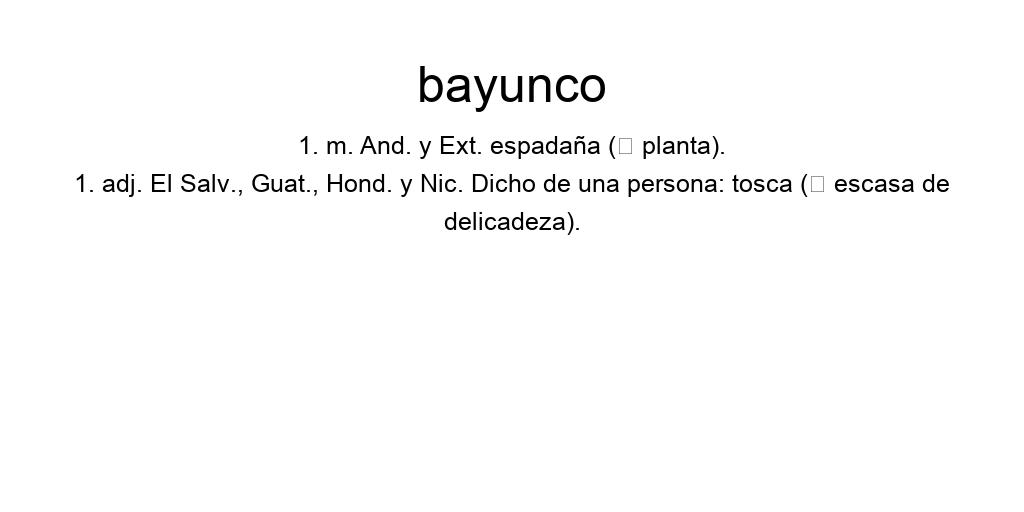 bayunco
1. m. And. y Ext. espadaña (▯ planta).
1. adj. El Salv., Guat., Hond. y Nic. Dicho de una persona: tosca (▯ escasa de
delicadeza).